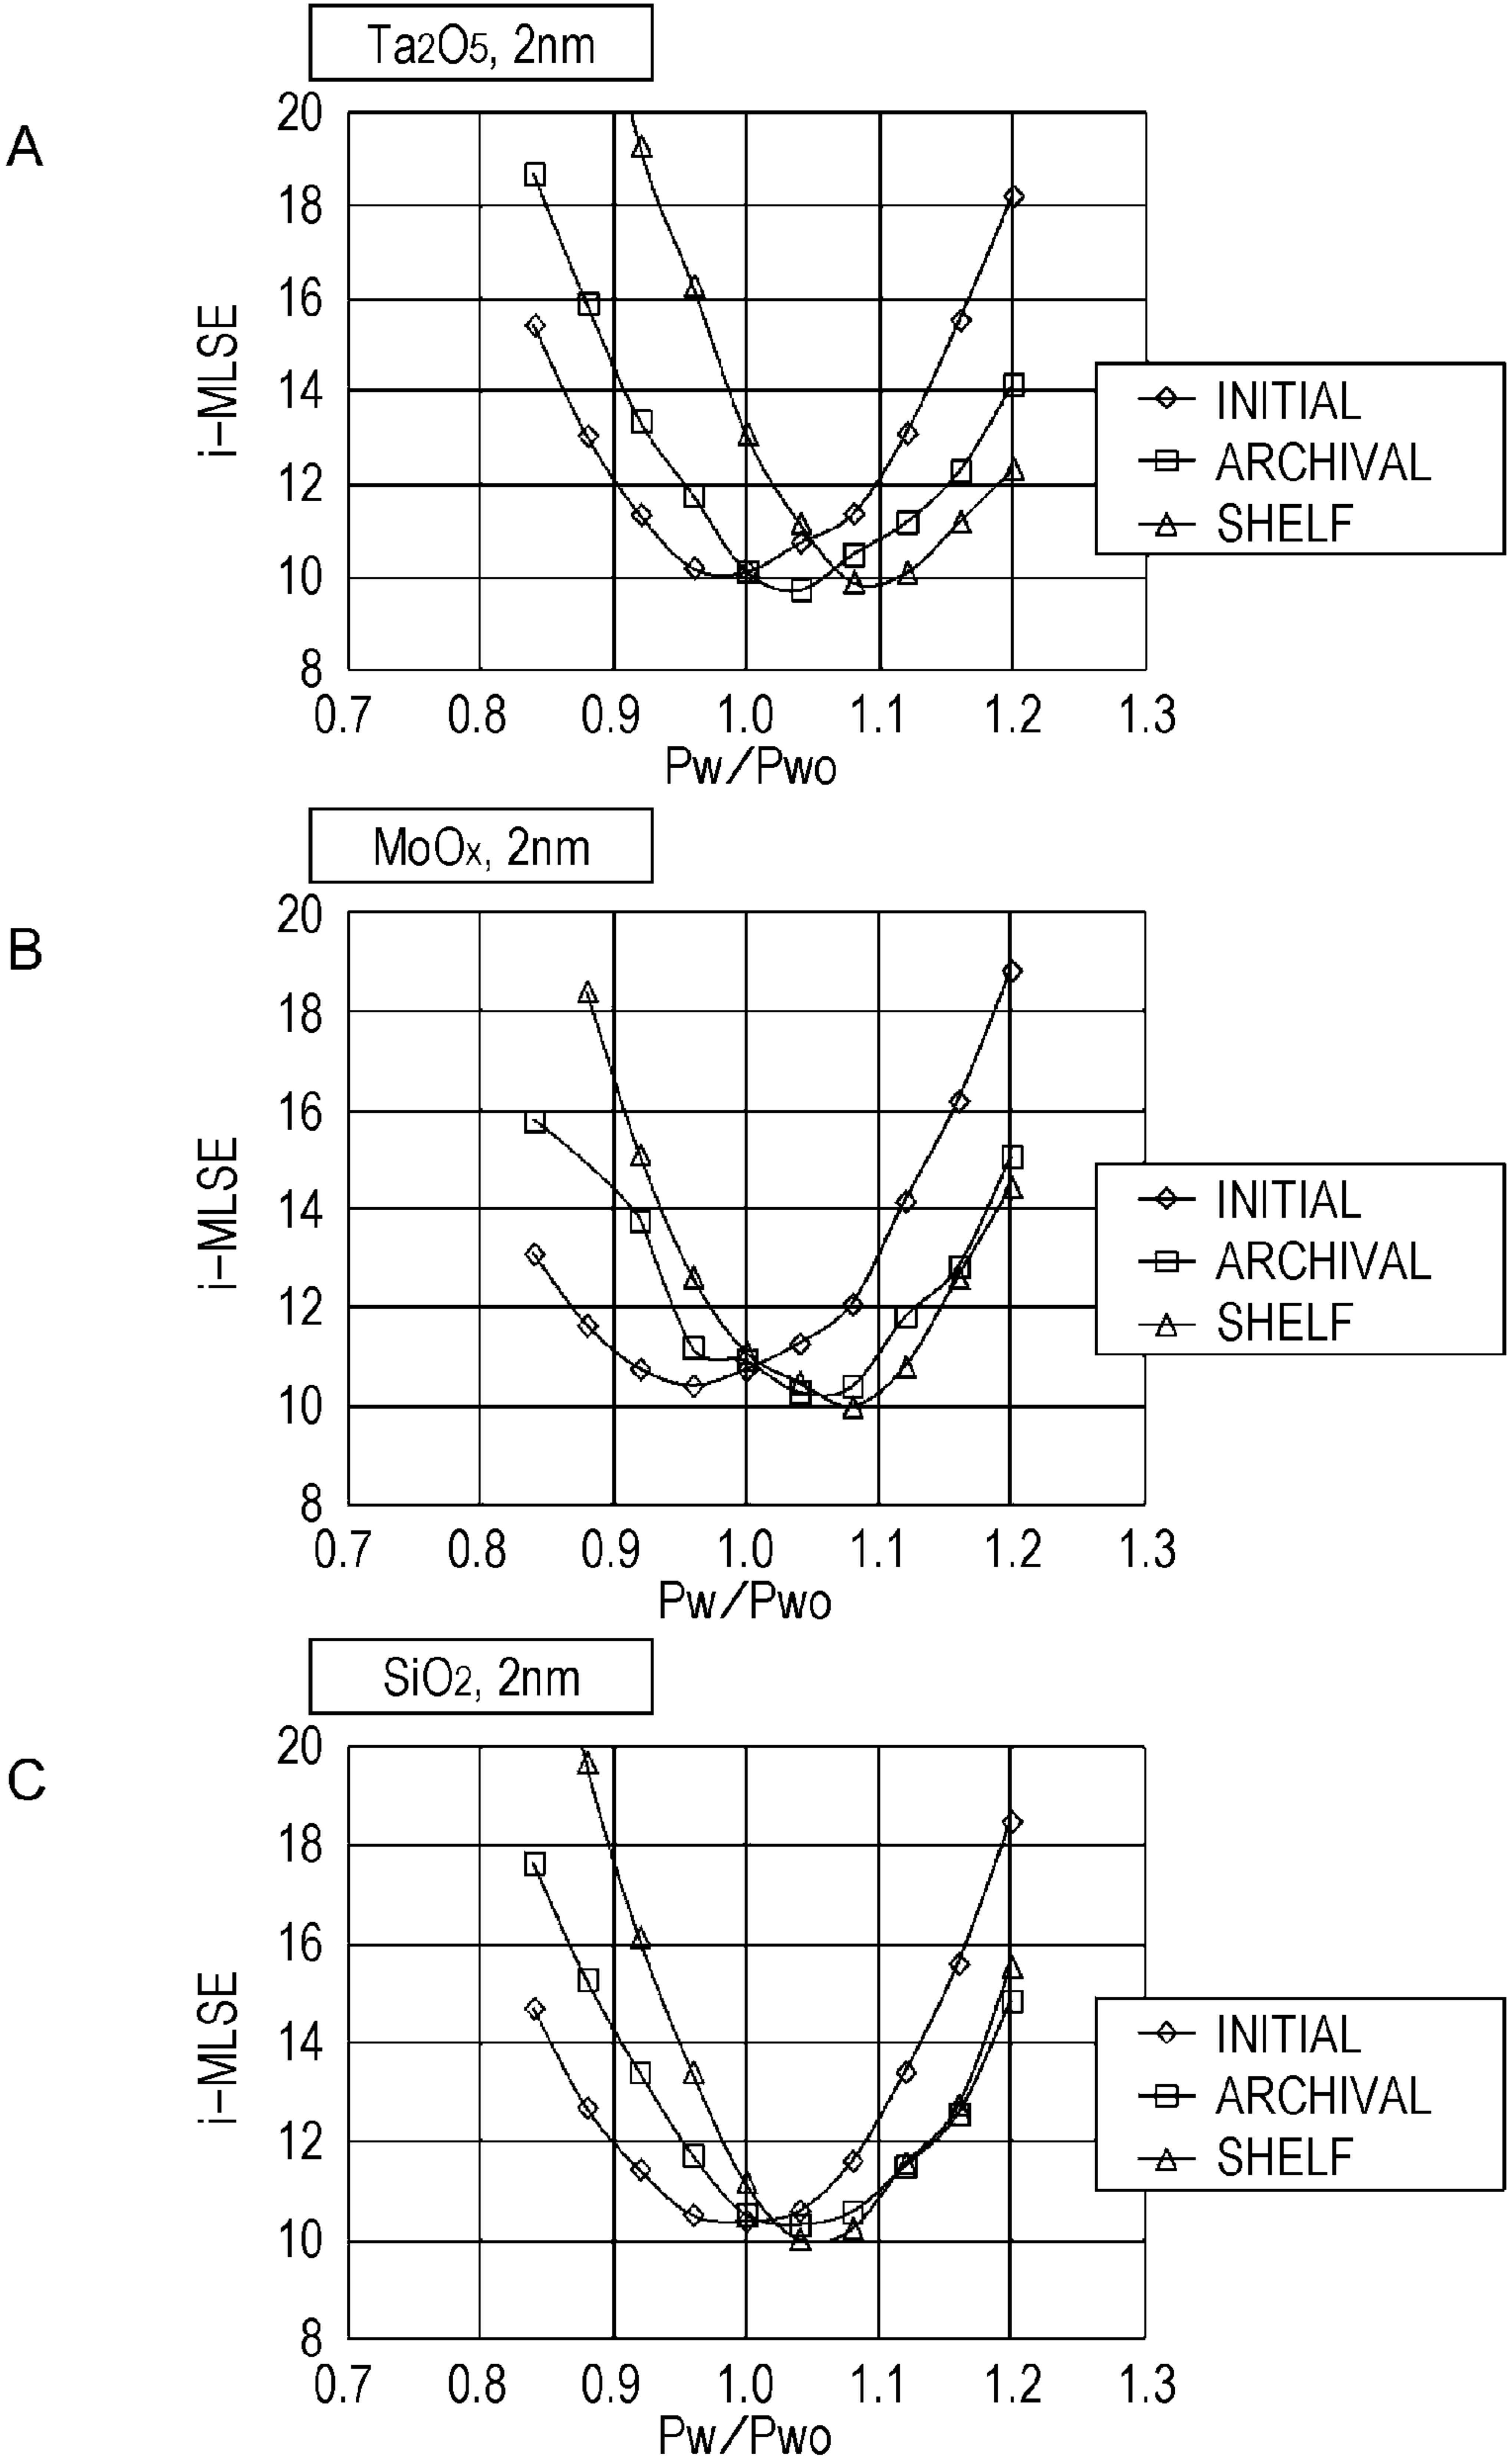 Ta2O5, 2nm
A
20
18
16
14
12
10
8
i-MLSE
0.7 0.8 0.9 1.0 1.1 1.2 1.3
Pw/Pwo
INITIAL
ARCHIVAL
SHELF
MoOx, 2nm
B
20
18
16
14
12
10
8
i-MLSE
0.7 0.8 0.9 1.0 1.1 1.2 1.3
Pw/Pwo
INITIAL
ARCHIVAL
SHELF
SiO2, 2nm
C
20
18
16
14
12
10
8
i-MLSE
0.7 0.8 0.9 1.0 1.1 1.2 1.3
Pw/Pwo
INITIAL
ARCHIVAL
SHELF